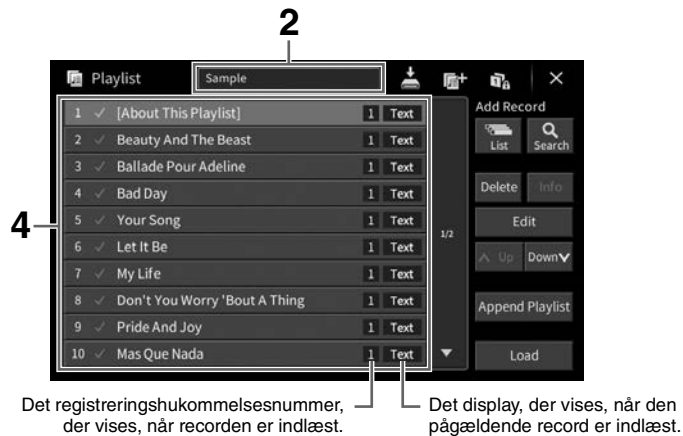 2
Playlist Sample
1 [About This Playlist] 1 Text
2 Beauty And The Beast 1 Text
3 Ballade Pour Adeline 1 Text
4 Bad Day 1 Text
5 Your Song 1 Text
6 Let It Be 1 Text
7 My Life 1 Text
8 Don't You Worry 'Bout A Thing 1 Text
9 Pride And Joy 1 Text
10 Mas Que Nada 1 Text
4
1/2
Add Record
List Search
Delete Info
Edit
Up Down
Append Playlist
Load
Det registreringshukommelsesnummer,
der vises, når recorden er indlæst.
Det display, der vises, når den
pågældende record er indlæst.